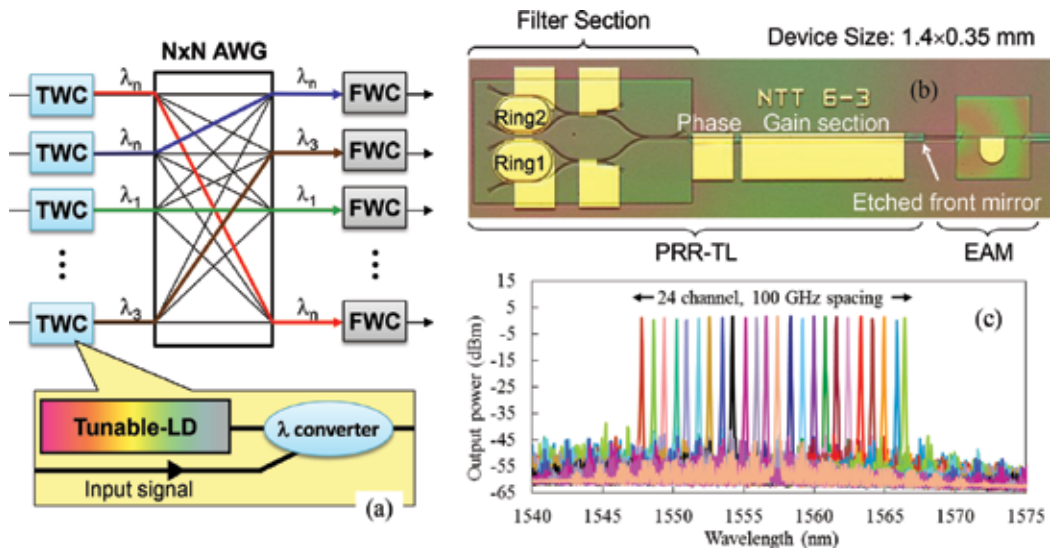 NxN AWG
TWC
λn
λn
FWC
TWC
λn
λ3
FWC
TWC
λ1
λ1
FWC
TWC
λ3
λn
FWC
Tunable-LD
λ converter
Input signal
(a)
Filter Section
Device Size: 1.4×0.35 mm
(b)
NTT 6-3
Ring2
Ring1
Phase
Gain section
Etched front mirror
PRR-TL
EAM
15
5
-5
-15
-25
-35
-45
-55
-65
Output power (dBm)
24 channel, 100 GHz spacing
(c)
1540
1545
1550
1555
1560
1565
1570
1575
Wavelength (nm)